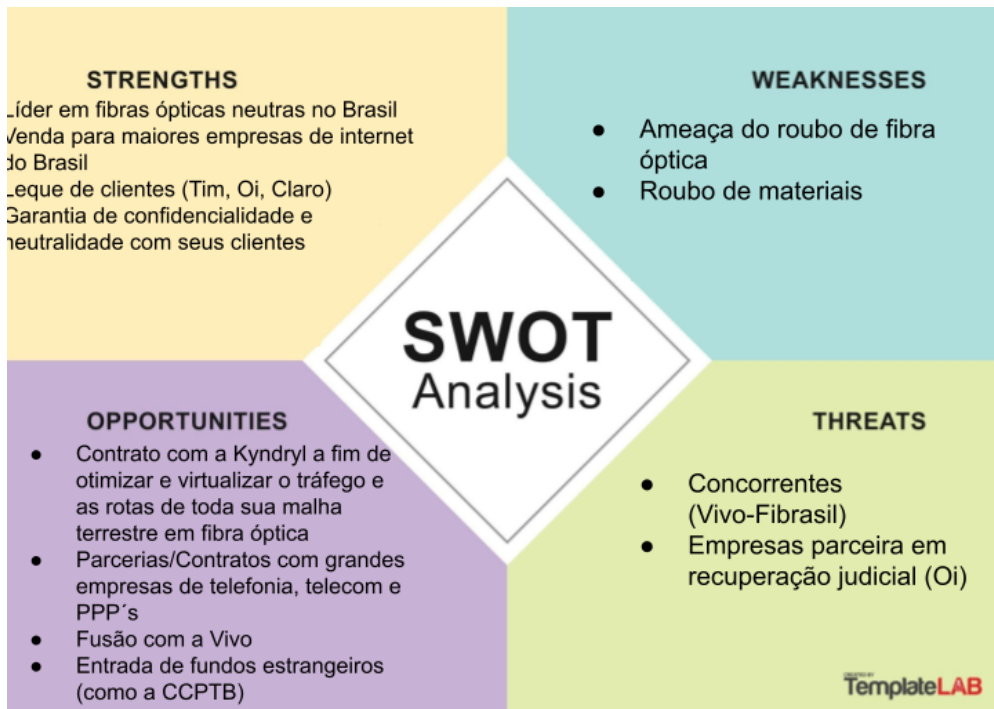 STRENGTHS
Líder em fibras ópticas neutras no Brasil
Venda para maiores empresas de internet
do Brasil
Leque de clientes (Tim, Oi, Claro)
Garantia de confidencialidade e
neutralidade com seus clientes
WEAKNESSES
● Ameaça do roubo de fibra
óptica
● Roubo de materiais
SWOT
Analysis
OPPORTUNITIES
● Contrato com a Kyndryl a fim de
otimizar e virtualizar o tráfego e
as rotas de toda sua malha
terrestre em fibra óptica
● Parcerias/Contratos com grandes
empresas de telefonia, telecom e
PPP´s
● Fusão com a Vivo
● Entrada de fundos estrangeiros
(como a CCPTB)
THREATS
● Concorrentes
(Vivo-Fibrasil)
● Empresas parceira em
recuperação judicial (Oi)
CREATED BY
TemplateLAB